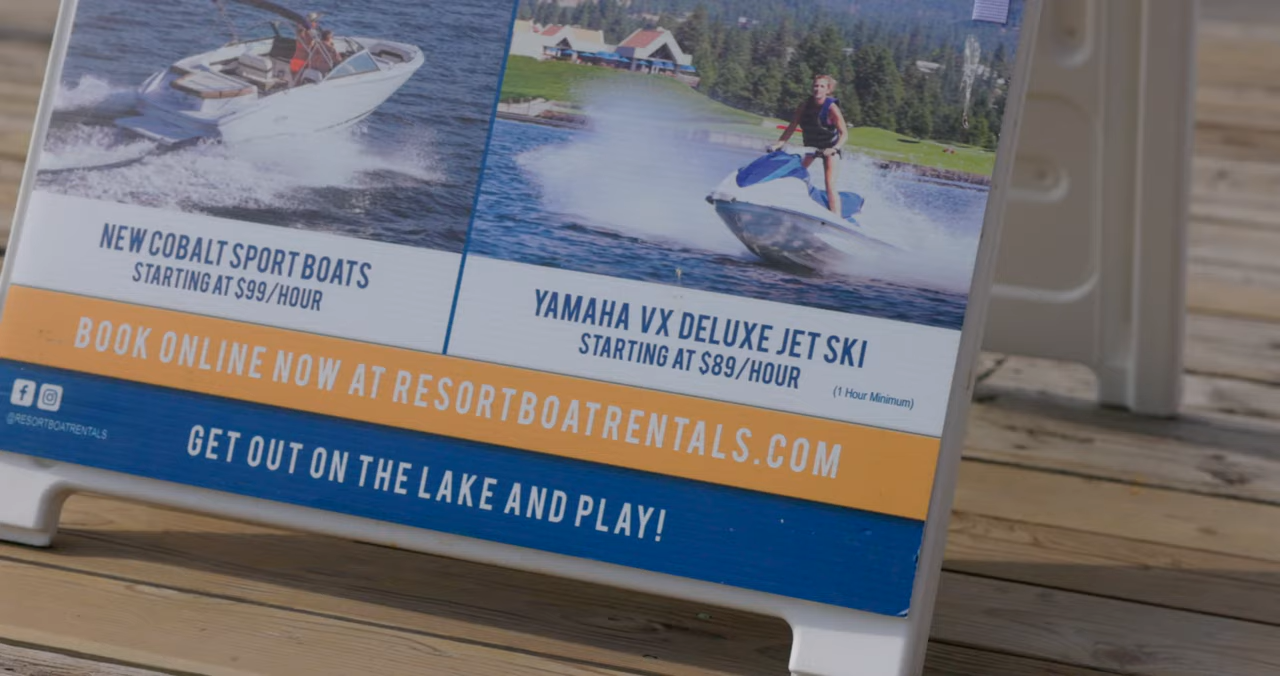 NEW COBALT SPORT BOATS
STARTING AT $99/HOUR
YAMAHA VX DELUXE JET SKI
STARTING AT $89/HOUR
(1 Hour Minimum)
BOOK ONLINE NOW AT RESORTBOATRENTALS.COM
@RESORTBOATRENTALS
GET OUT ON THE LAKE AND PLAY!